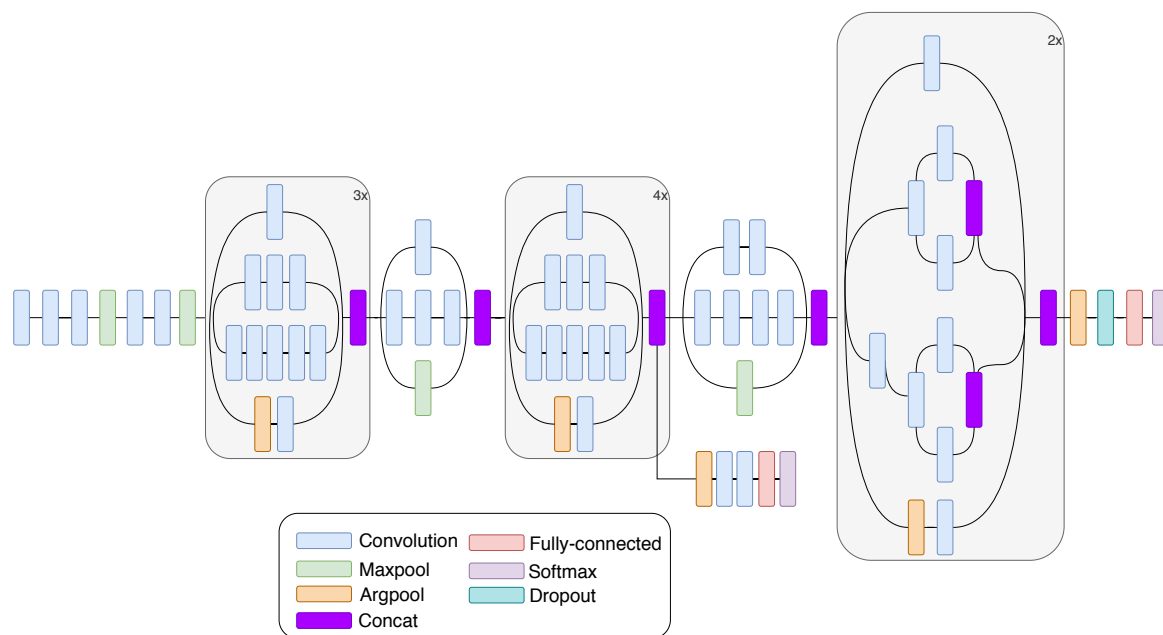 2x
3x
4x
Convolution
Fully-connected
Maxpool
Softmax
Argpool
Dropout
Concat